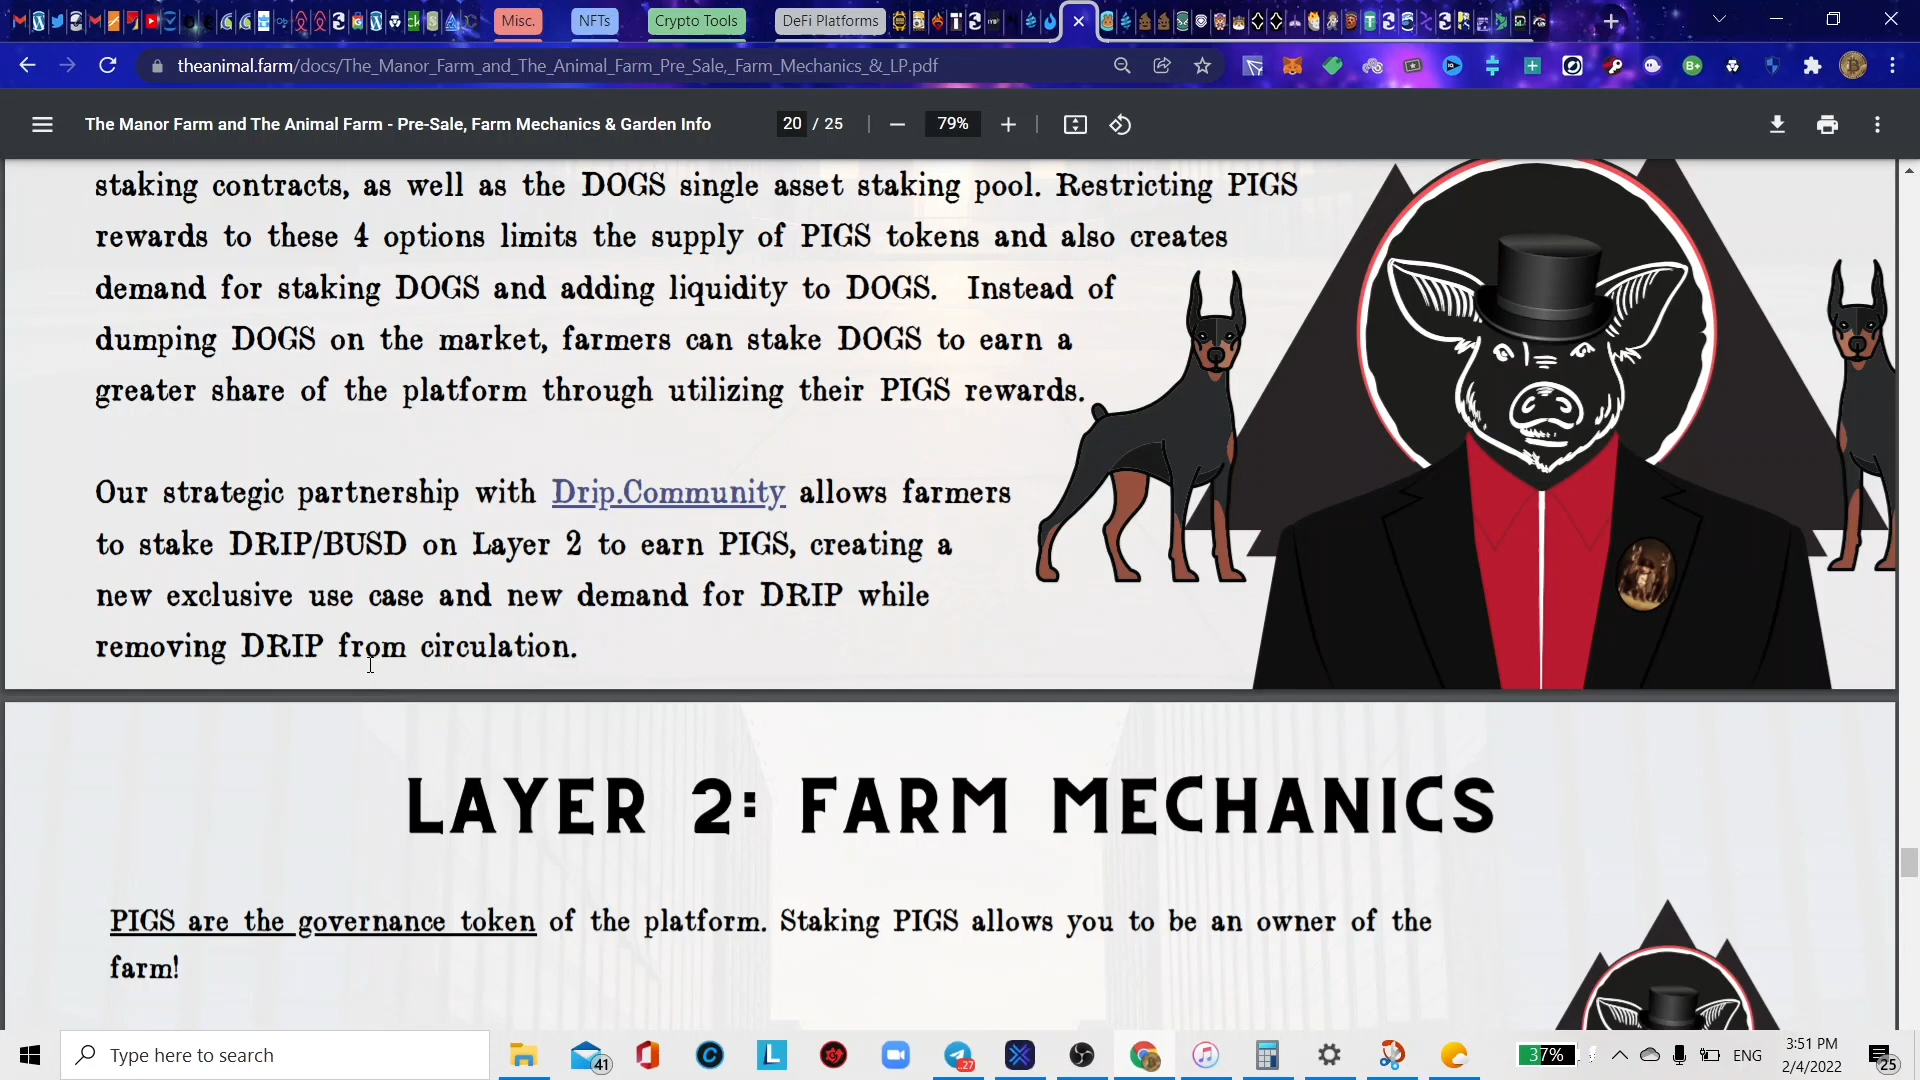 Misc.
NFTs
Crypto Tools
DeFi Platforms
theanimal.farm/docs/The_Manor_Farm_and_The_Animal_Farm_Pre_Sale,_Farm_Mechanics_&_LP.pdf
The Manor Farm and The Animal Farm - Pre-Sale, Farm Mechanics & Garden Info
20 / 25
79%
staking contracts, as well as the DOGS single asset staking pool. Restricting PIGS
rewards to these 4 options limits the supply of PIGS tokens and also creates
demand for staking DOGS and adding liquidity to DOGS. Instead of
dumping DOGS on the market, farmers can stake DOGS to earn a
greater share of the platform through utilizing their PIGS rewards.
Our strategic partnership with Drip.Community allows farmers
to stake DRIP/BUSD on Layer 2 to earn PIGS, creating a
new exclusive use case and new demand for DRIP while
removing DRIP from circulation.
LAYER 2: FARM MECHANICS
PIGS are the governance token of the platform. Staking PIGS allows you to be an owner of the
farm!
Type here to search
41
27
37%
ENG
3:51 PM
2/4/2022
25